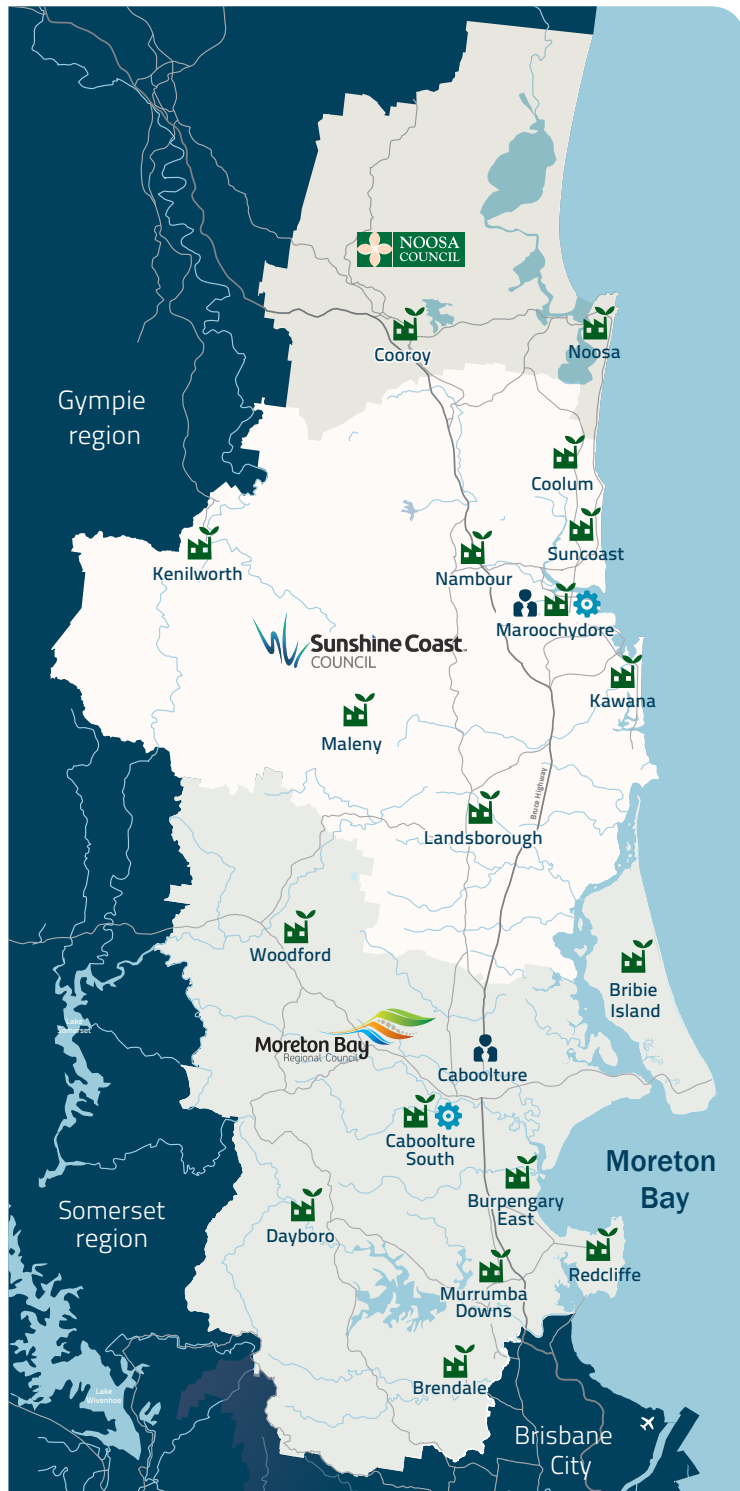 NOOSA
COUNCIL
Cooroy
Noosa
Gympie
region
Coolum
Suncoast
Kenilworth
Nambour
Maroochydore
Sunshine Coast
COUNCIL
Kawana
Maleny
Bruce Highway
Landsborough
Woodford
Bribie
Island
Lake
Somerset
Moreton Bay
Regional Council
Caboolture
Caboolture
South
Moreton
Bay
Burpengary
East
Somerset
region
Dayboro
Redcliffe
Murrumba
Downs
Brendale
Lake
Wivenhoe
Brisbane
City